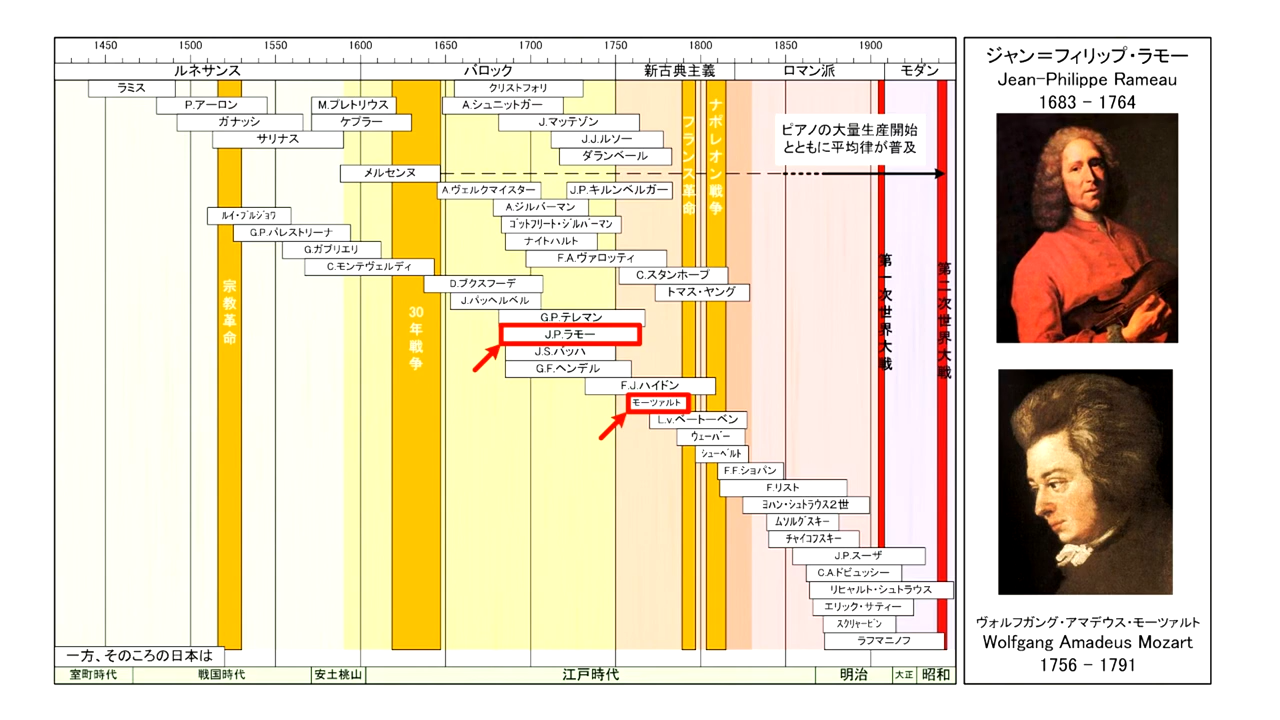 1450 1500 1550 1600 1650 1700 1750 1800 1850 1900
ルネサンス バロック 新古典主義 ロマン派 モダン
ラミス
クリストフォリ
P.アーロン
M.プレトリウス
A.シュニットガー
ガナッシ
ケプラー
J.マッテゾン
サリナス
J.J.ルソー
ダランベール
メルセンヌ
A.ヴェルクマイスター
J.P.キルンベルガー
A.ジルバーマン
ルイ・ブルジョワ
ゴットフリート・ジルバーマン
G.P.パレストリーナ
ナイトハルト
G.ガブリエリ
F.A.ヴァロッティ
C.モンテヴェルディ
C.スタンホープ
D.ブクスフーデ
トマス・ヤング
J.パッヘルベル
G.P.テレマン
J.P.ラモー
J.S.バッハ
G.F.ヘンデル
F.J.ハイドン
モーツァルト
L.v.ベートーベン
ウェーバー
シューベルト
F.F.ショパン
F.リスト
ヨハン・シュトラウス2世
ムソルグスキー
チャイコフスキー
J.P.スーザ
C.A.ドビュッシー
リヒャルト・シュトラウス
エリック・サティー
スクリャービン
ラフマニノフ
宗教革命
30年戦争
フランス革命
ナポレオン戦争
第一次世界大戦
第二次世界大戦
ピアノの大量生産開始
とともに平均律が普及
一方、そのころの日本は
室町時代 戦国時代 安土桃山 江戸時代 明治 大正 昭和
ジャン＝フィリップ・ラモー
Jean-Philippe Rameau
1683 - 1764
ヴォルフガング・アマデウス・モーツァルト
Wolfgang Amadeus Mozart
1756 - 1791